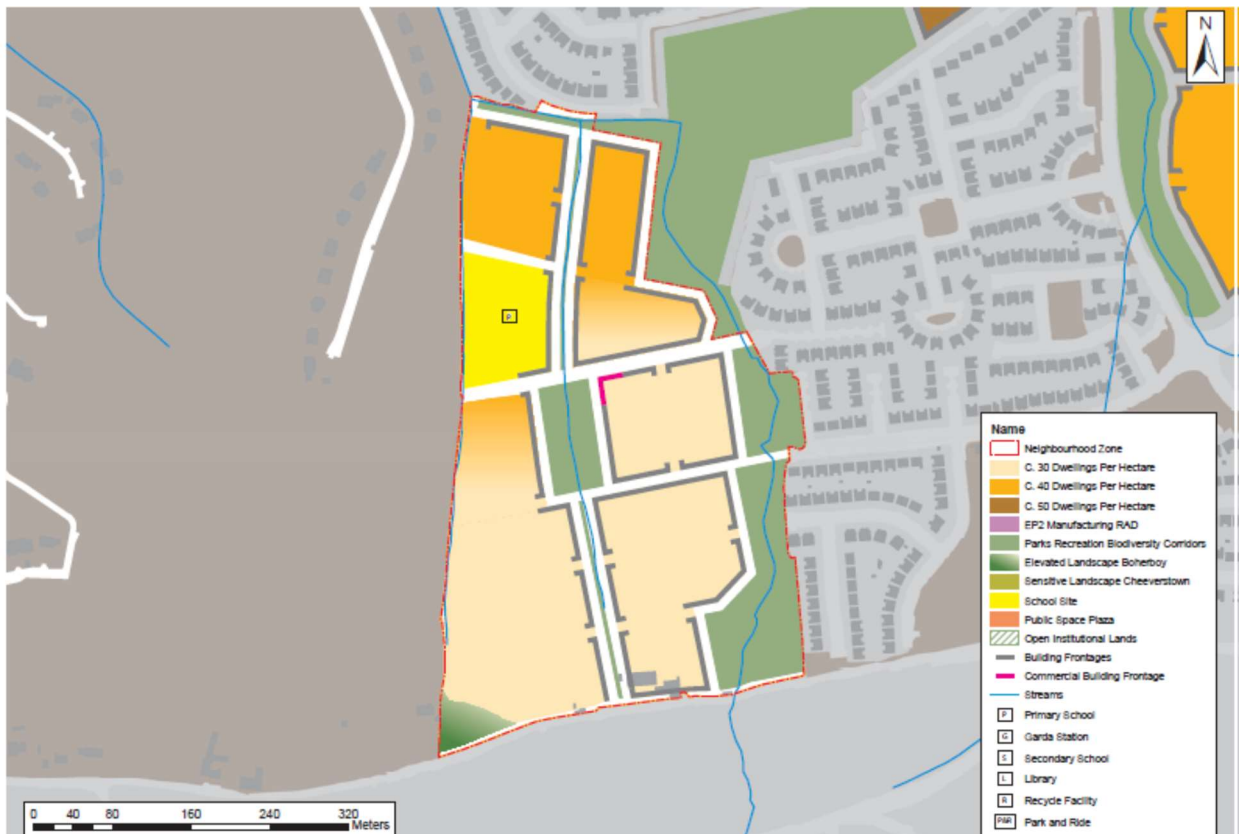 N
P
Name
Neighbourhood Zone
C. 30 Dwellings Per Hectare
C. 40 Dwellings Per Hectare
C. 50 Dwellings Per Hectare
EP2 Manufacturing RAD
Parks Recreation Biodiversity Corridors
Elevated Landscape Boherboy
Sensitive Landscape Cheeverstown
School Site
Public Space Plaza
Open Institutional Lands
Building Frontages
Commercial Building Frontage
Streams
P Primary School
G Garda Station
S Secondary School
L Library
R Recycle Facility
P&R Park and Ride
0 40 80 160 240 320
Meters